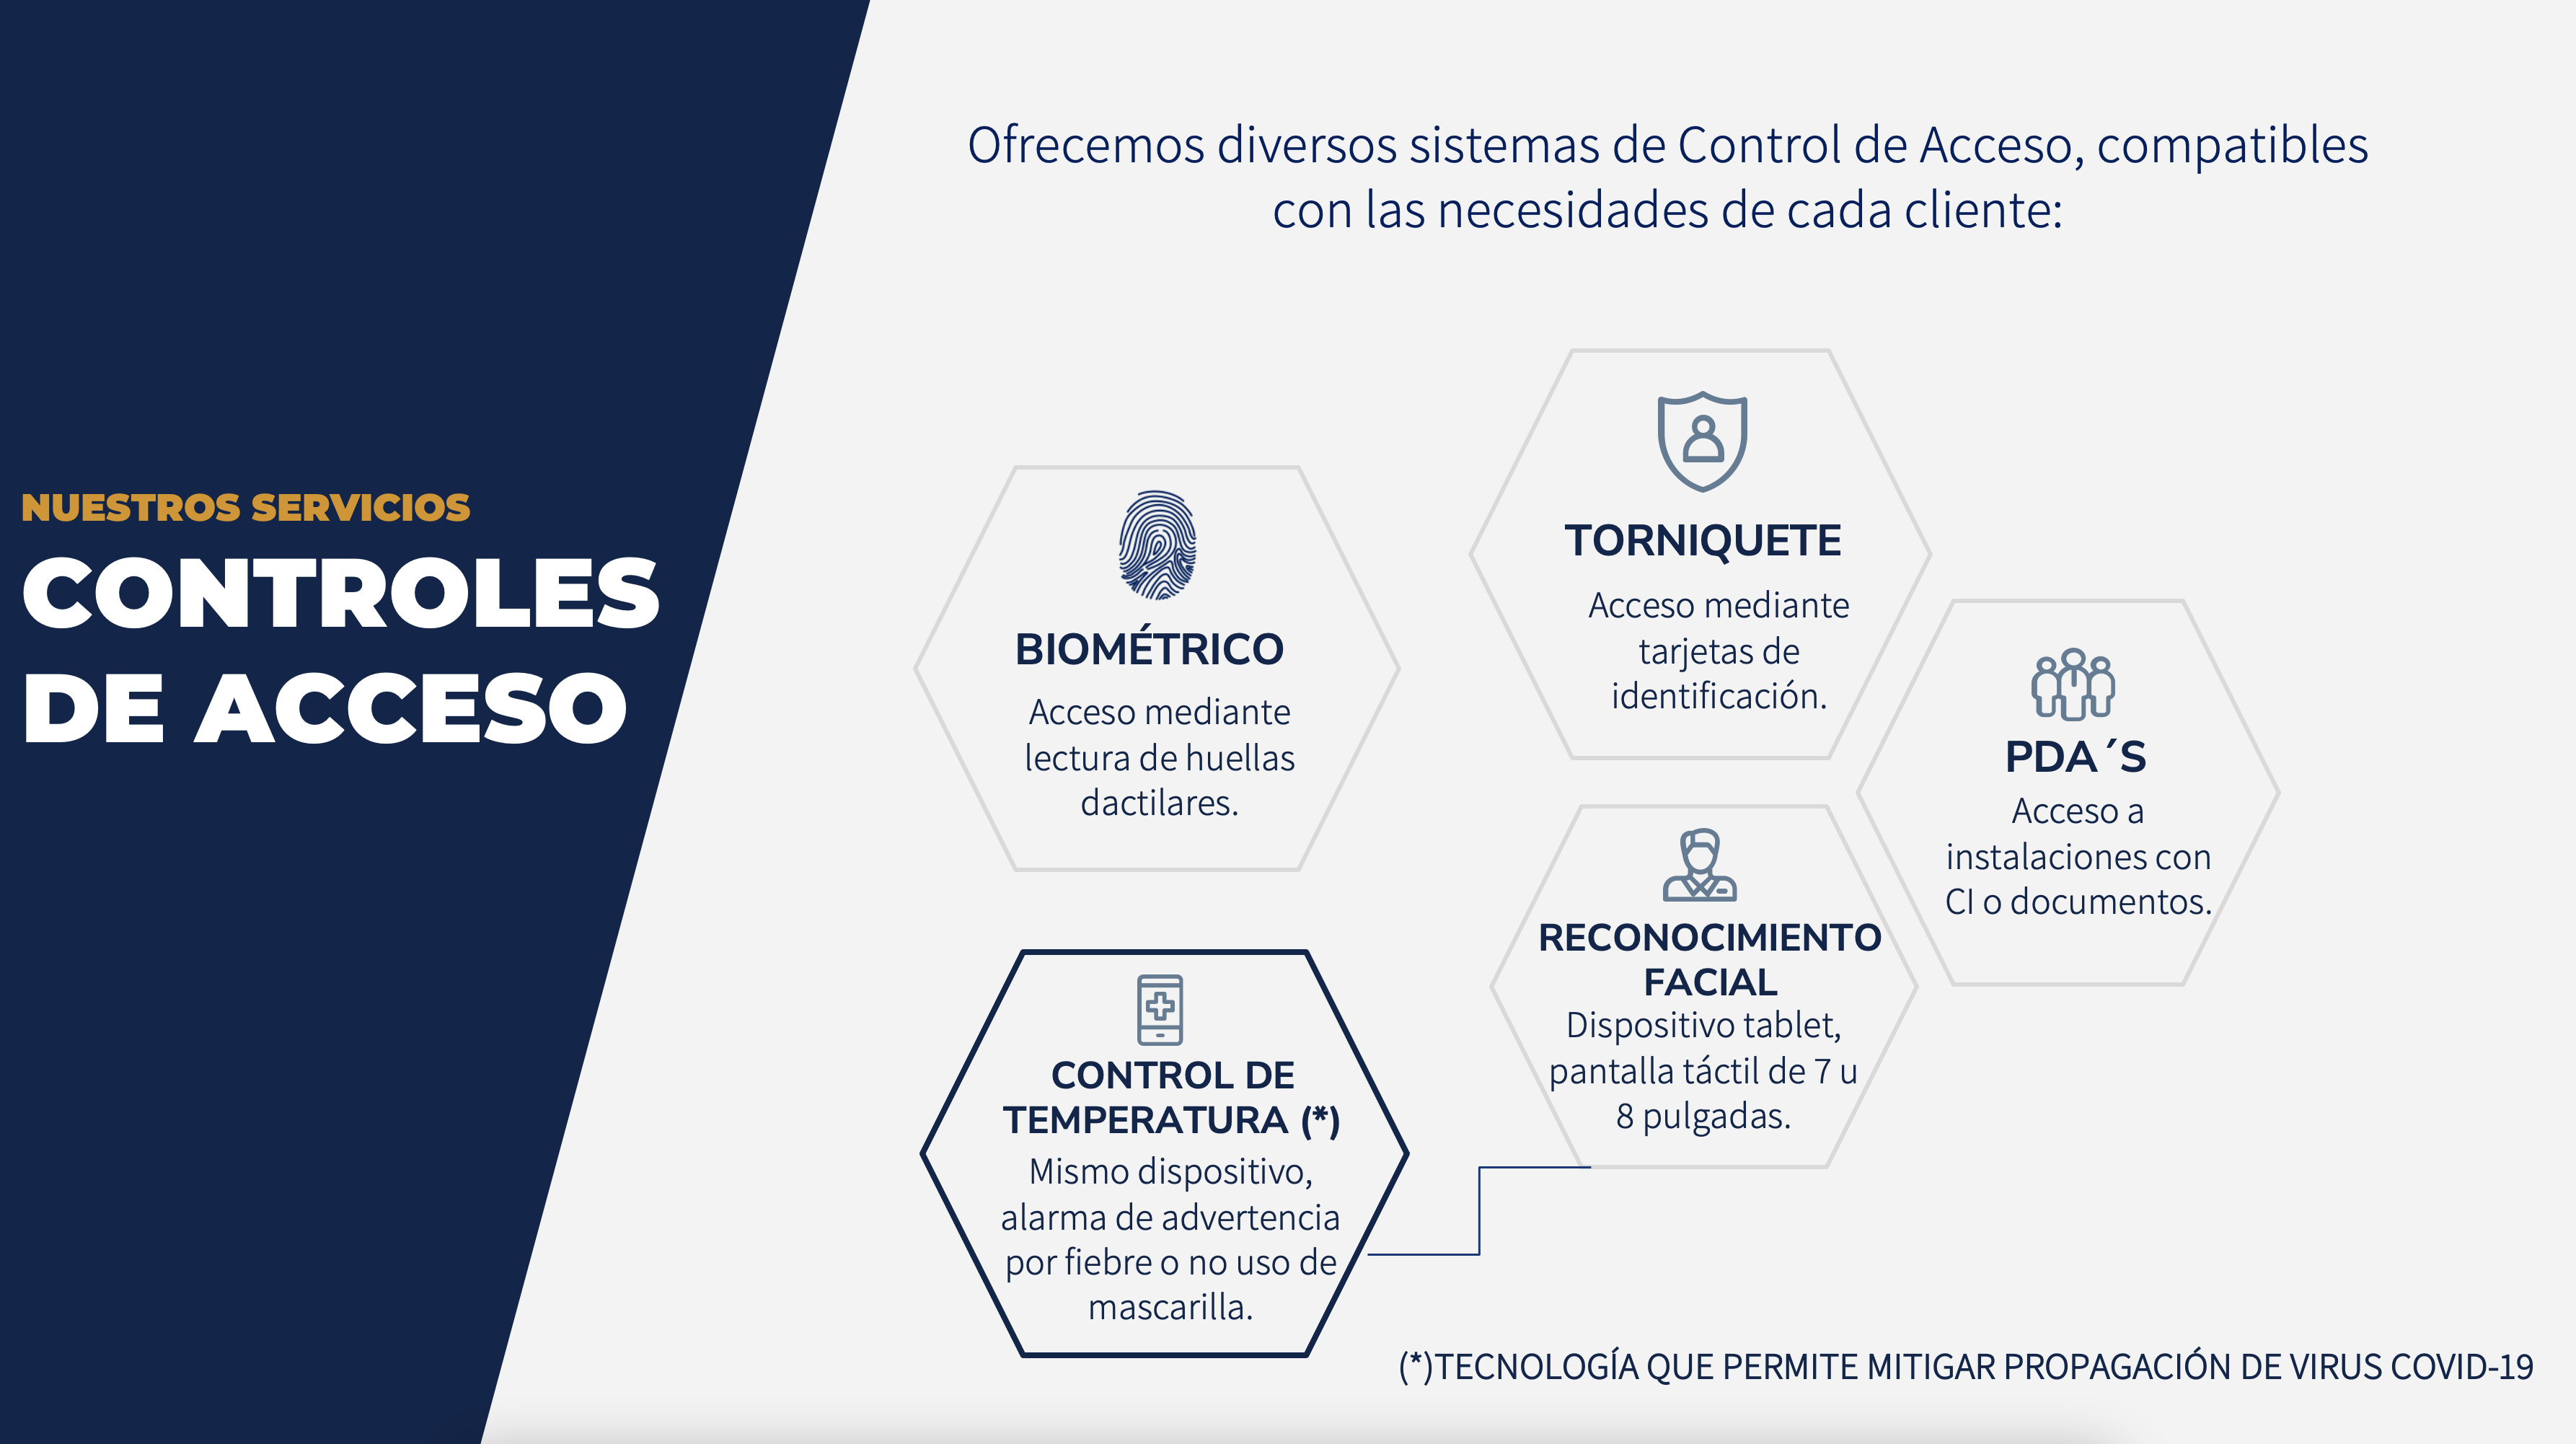 NUESTROS SERVICIOS
CONTROLES
DE ACCESO
Ofrecemos diversos sistemas de Control de Acceso, compatibles
con las necesidades de cada cliente:
BIOMÉTRICO
Acceso mediante
lectura de huellas
dactilares.
TORNIQUETE
Acceso mediante
tarjetas de
identificación.
PDA´S
Acceso a
instalaciones con
CI o documentos.
RECONOCIMIENTO
FACIAL
Dispositivo tablet,
pantalla táctil de 7 u
8 pulgadas.
CONTROL DE
TEMPERATURA (*)
Mismo dispositivo,
alarma de advertencia
por fiebre o no uso de
mascarilla.
(*)TECNOLOGÍA QUE PERMITE MITIGAR PROPAGACIÓN DE VIRUS COVID-19